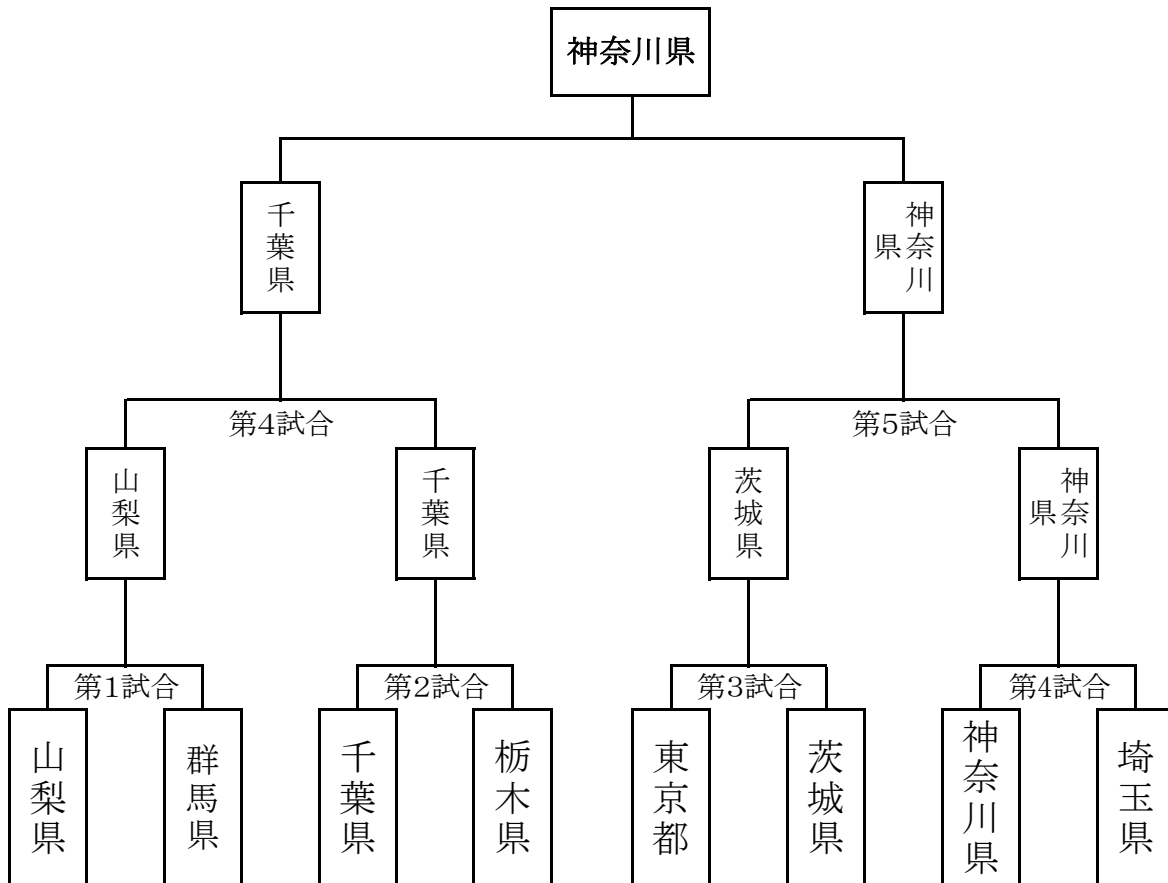 神奈川県
千葉県
神奈川県
第4試合
第5試合
山梨県
千葉県
茨城県
神奈川県
第1試合
第2試合
第3試合
第4試合
山梨県
群馬県
千葉県
栃木県
東京都
茨城県
神奈川県
埼玉県